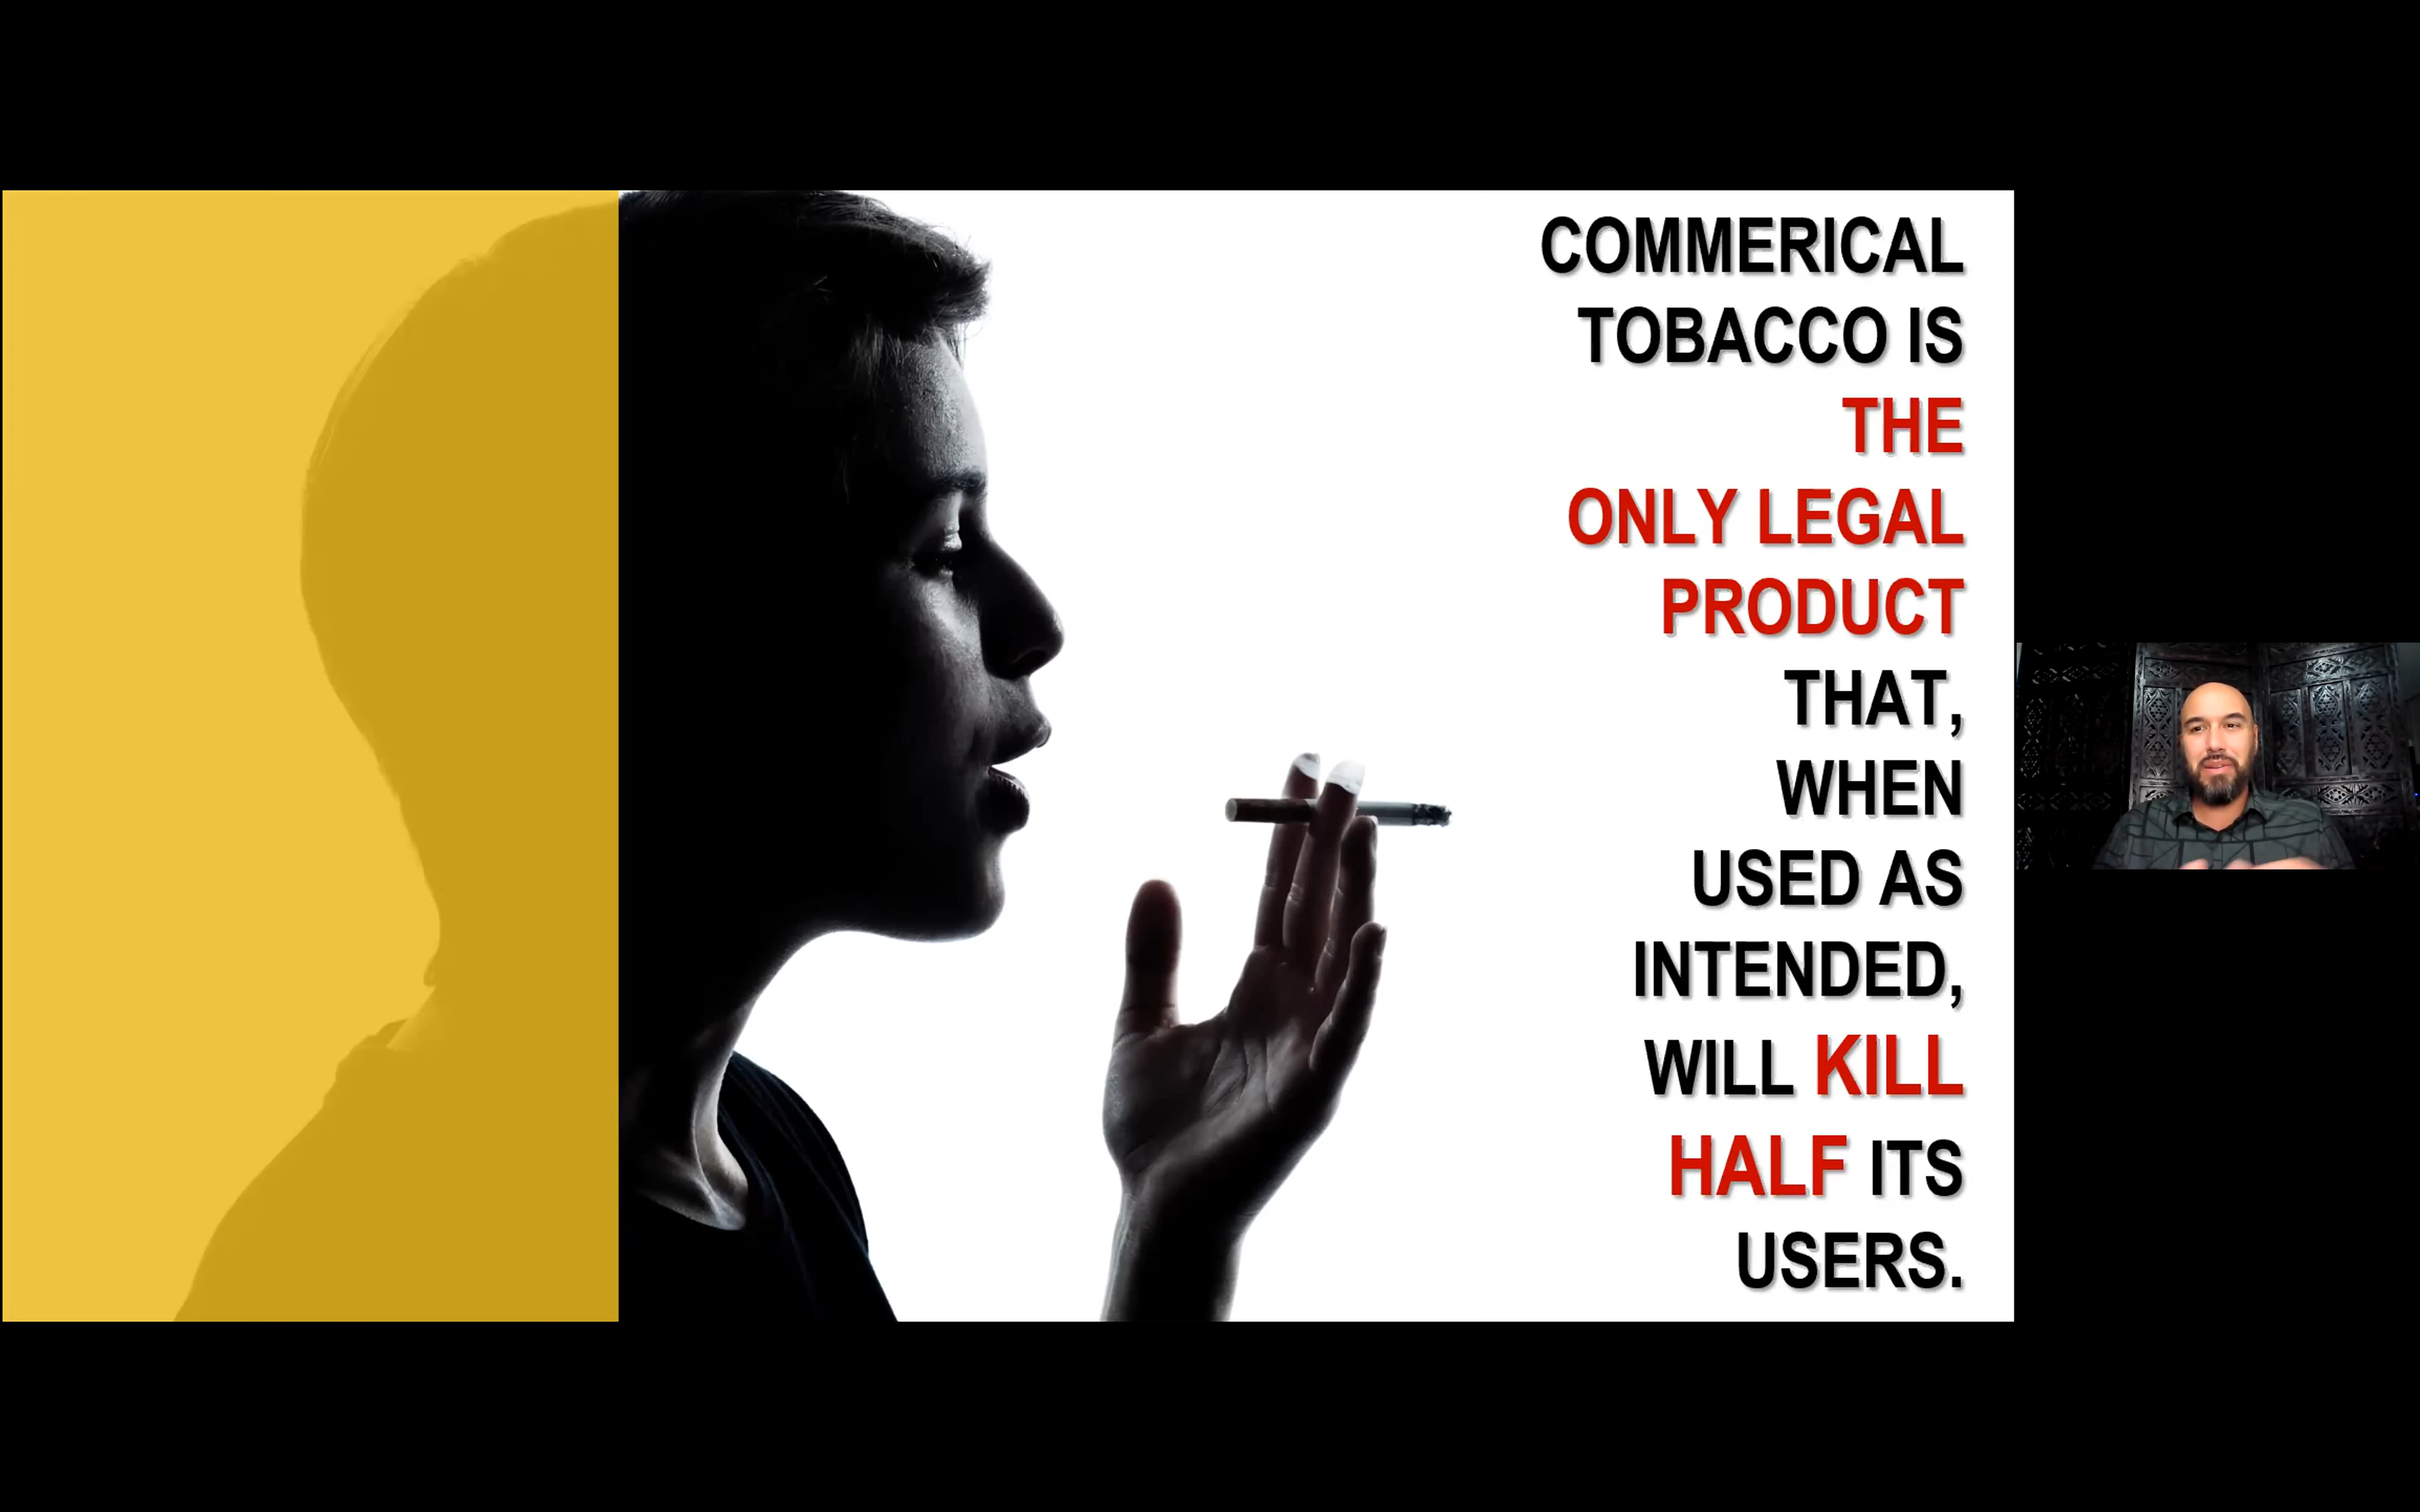 COMMERICAL
TOBACCO IS
THE
ONLY LEGAL
PRODUCT
THAT,
WHEN
USED AS
INTENDED,
WILL KILL
HALF ITS
USERS.